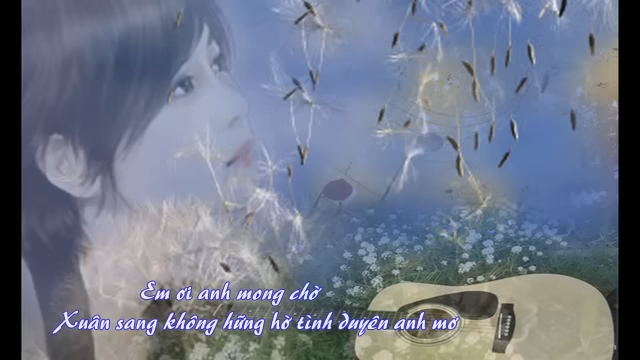 Em ơi anh mong chờ
Xuân sang không hững hờ tình duyên anh mơ